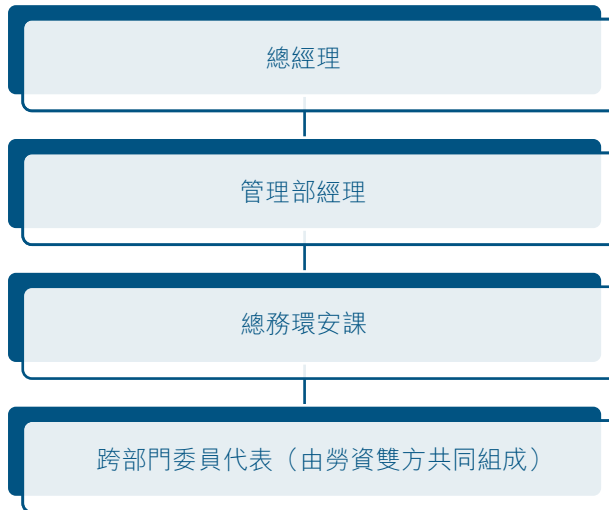 總經理
管理部經理
總務環安課
跨部門委員代表（由勞資雙方共同組成）